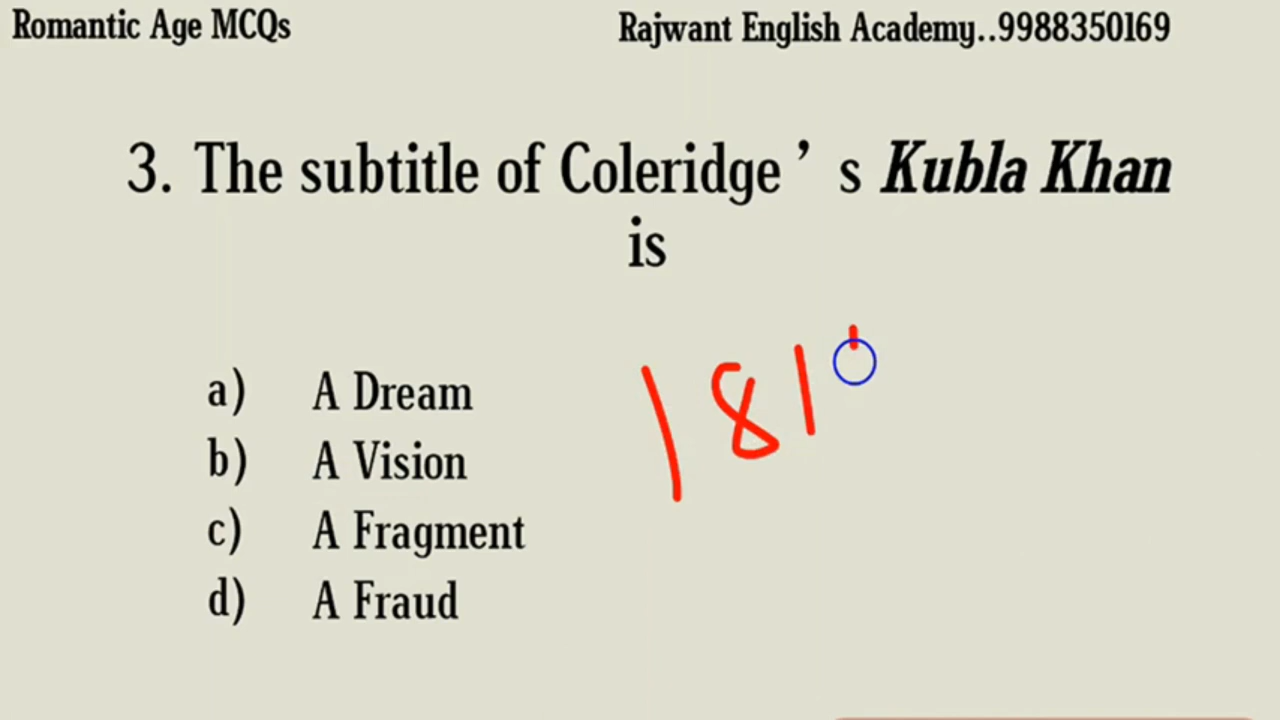 Romantic Age MCQs
Rajwant English Academy..9988350169
3. The subtitle of Coleridge ’ s Kubla Khan
is
a) A Dream
b) A Vision
c) A Fragment
d) A Fraud
181